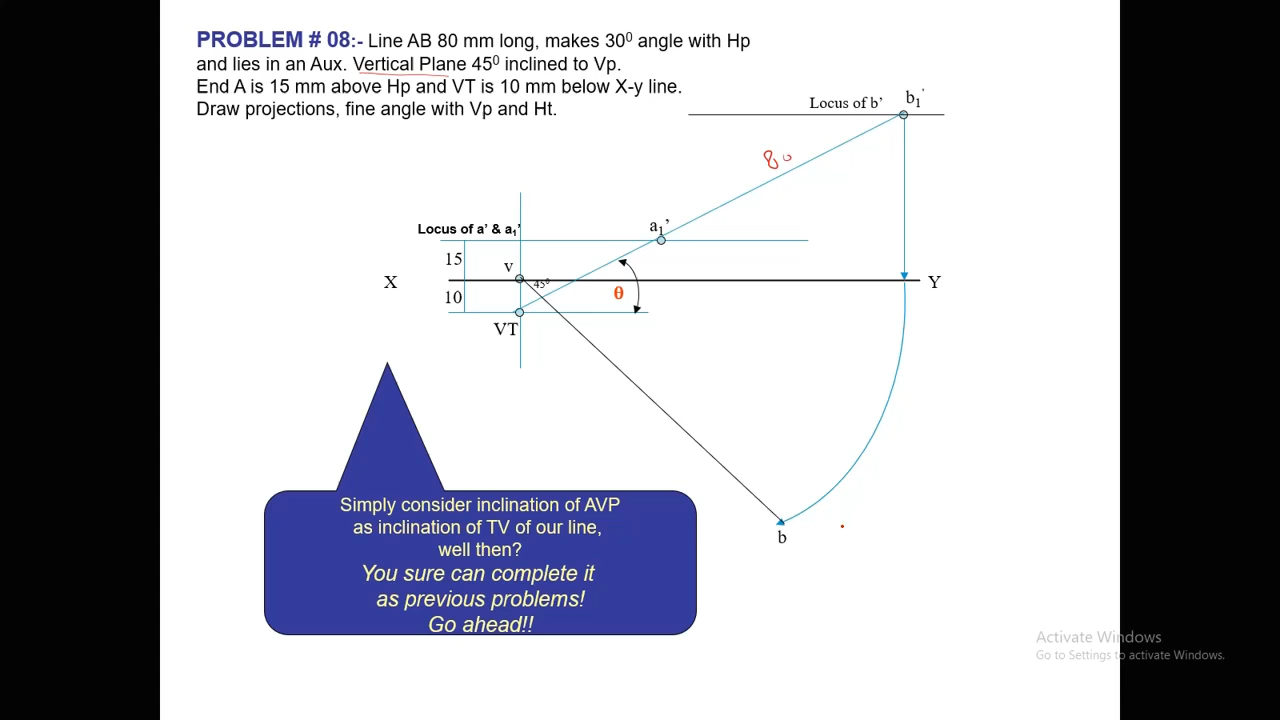 PROBLEM # 08:- Line AB 80 mm long, makes 30⁰ angle with Hp
and lies in an Aux. Vertical Plane 45⁰ inclined to Vp.
End A is 15 mm above Hp and VT is 10 mm below X-y line.
Draw projections, fine angle with Vp and Ht.
Locus of b’ b₁’
80
Locus of a’ & a₁’ a₁’
15
X v 45⁰ Y
10 θ
VT
b
Simply consider inclination of AVP
as inclination of TV of our line,
well then?
You sure can complete it
as previous problems!
Go ahead!!
Activate Windows
Go to Settings to activate Windows.